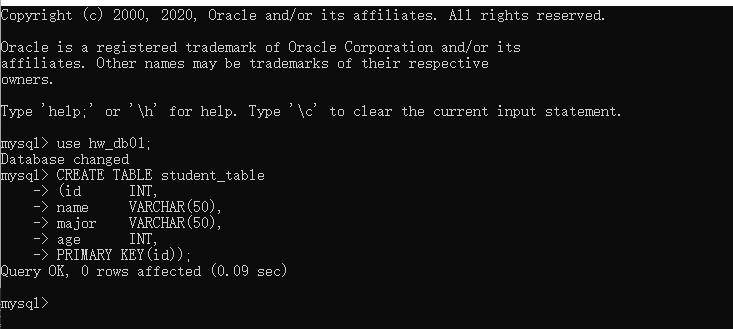 Copyright (c) 2000, 2020, Oracle and/or its affiliates. All rights reserved.
Oracle is a registered trademark of Oracle Corporation and/or its
affiliates. Other names may be trademarks of their respective
owners.
Type 'help;' or '\h' for help. Type '\c' to clear the current input statement.
mysql> use hw_db01;
Database changed
mysql> CREATE TABLE student_table
    -> (id      INT,
    -> name     VARCHAR(50),
    -> major    VARCHAR(50),
    -> age      INT,
    -> PRIMARY KEY(id));
Query OK, 0 rows affected (0.09 sec)
mysql>